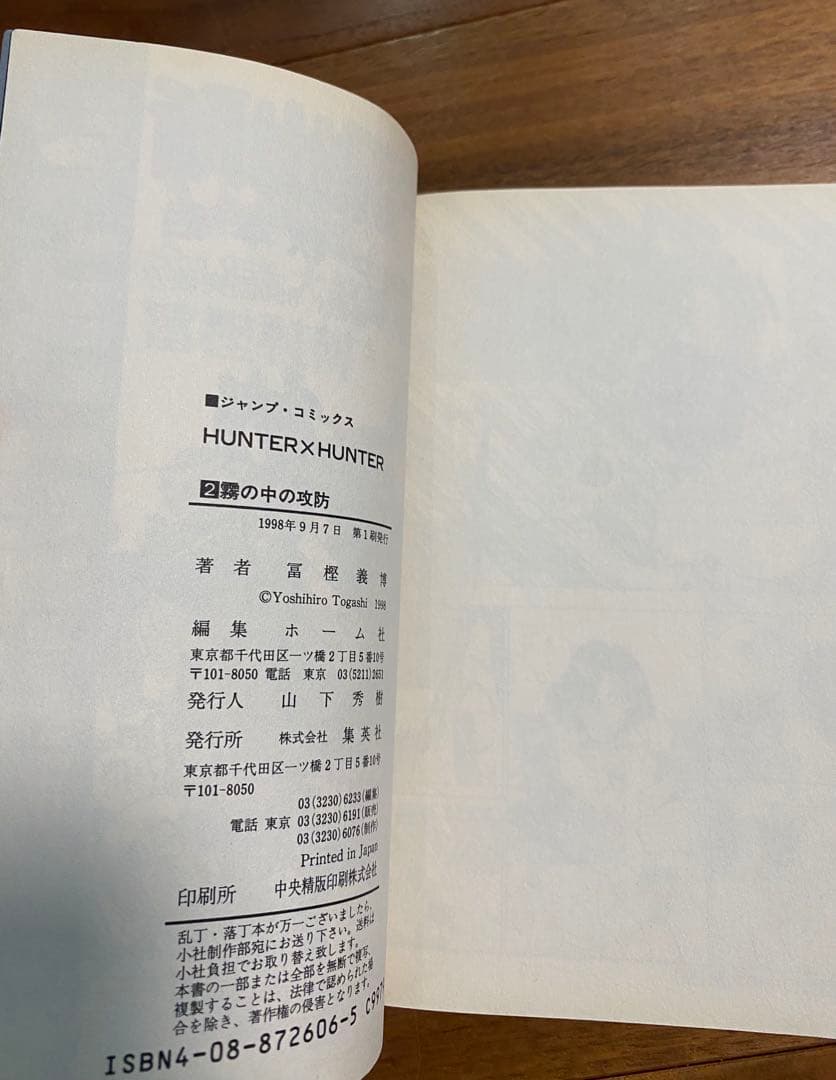 ■ジャンプ・コミックス
HUNTER×HUNTER
2霧の中の攻防
1998年9月7日 第1刷発行
著者 冨樫義博
©Yoshihiro Togashi 1998
編集 ホーム社
東京都千代田区一ツ橋2丁目5番10号
〒101-8050 電話 東京 03(5211)2651
発行人 山下秀樹
発行所 株式会社 集英社
東京都千代田区一ツ橋2丁目5番10号
〒101-8050
03(3230)6233(編集)
電話 東京 03(3230)6191(販売)
03(3230)6076(制作)
Printed in Japan
印刷所 中央精版印刷株式会社
乱丁・落丁本が万一ございましたら、
小社制作部宛にお送り下さい。送料は
小社負担でお取り替え致します。
本書の一部または全部を無断で複写、
複製することは、法律で認められた場
合を除き、著作権の侵害となります。
ISBN4-08-872606-5 C997